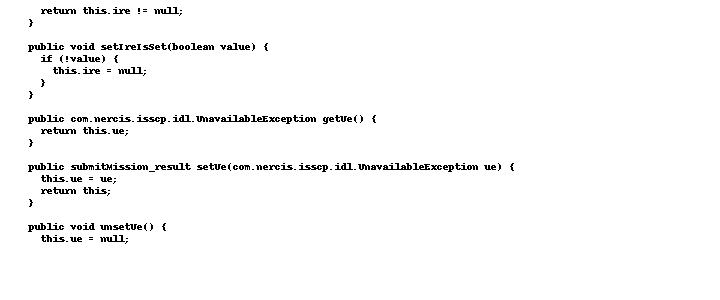 return this.ire != null;
}
public void setIreIsSet(boolean value) {
if (!value) {
this.ire = null;
}
}
public com.nercis.isscp.idl.UnavailableException getUe() {
return this.ue;
}
public submitMission_result setUe(com.nercis.isscp.idl.UnavailableException ue) {
this.ue = ue;
return this;
}
public void unsetUe() {
this.ue = null;